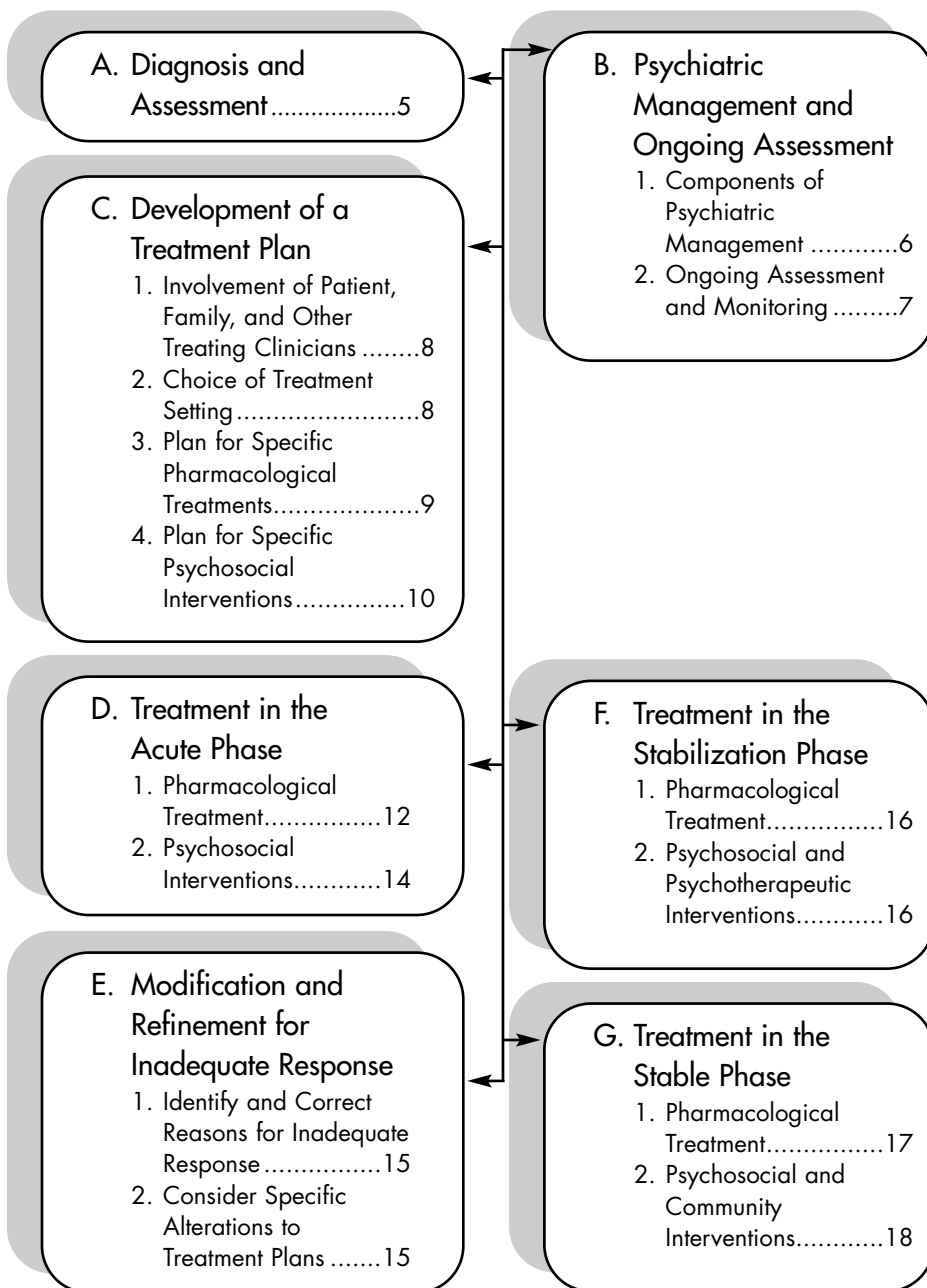 A. Diagnosis and
Assessment...................5
B. Psychiatric
Management and
Ongoing Assessment
1. Components of
Psychiatric
Management ............6
2. Ongoing Assessment
and Monitoring .........7
C. Development of a
Treatment Plan
1. Involvement of Patient,
Family, and Other
Treating Clinicians ........8
2. Choice of Treatment
Setting.........................8
3. Plan for Specific
Pharmacological
Treatments....................9
4. Plan for Specific
Psychosocial
Interventions...............10
D. Treatment in the
Acute Phase
1. Pharmacological
Treatment................12
2. Psychosocial
Interventions............14
E. Modification and
Refinement for
Inadequate Response
1. Identify and Correct
Reasons for Inadequate
Response ................15
2. Consider Specific
Alterations to
Treatment Plans .......15
F. Treatment in the
Stabilization Phase
1. Pharmacological
Treatment................16
2. Psychosocial and
Psychotherapeutic
Interventions............16
G. Treatment in the
Stable Phase
1. Pharmacological
Treatment................17
2. Psychosocial and
Community
Interventions............18